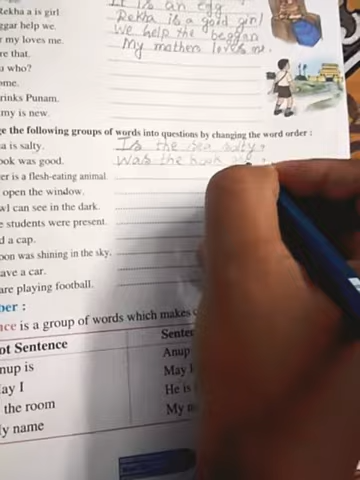 It is an egg.
Rekha a is girl Rekha is a good girl
ggar help we. We help the beggar
my loves me. My mothers loves me.
re that.
who?
ome.
rinks Punam.
my is new.
ge the following groups of words into questions by changing the word order :
a is salty. Is the sea salty ?
ook was good. Was the book
er is a flesh-eating animal
open the window.
wl can see in the dark.
e students were present.
d a cap.
oon was shining in the sky.
ave a car.
are playing football.
ber :
nce is a group of words which makes
ot Sentence Senten
nup is Anup
ay I May I
the room He is
y name My n